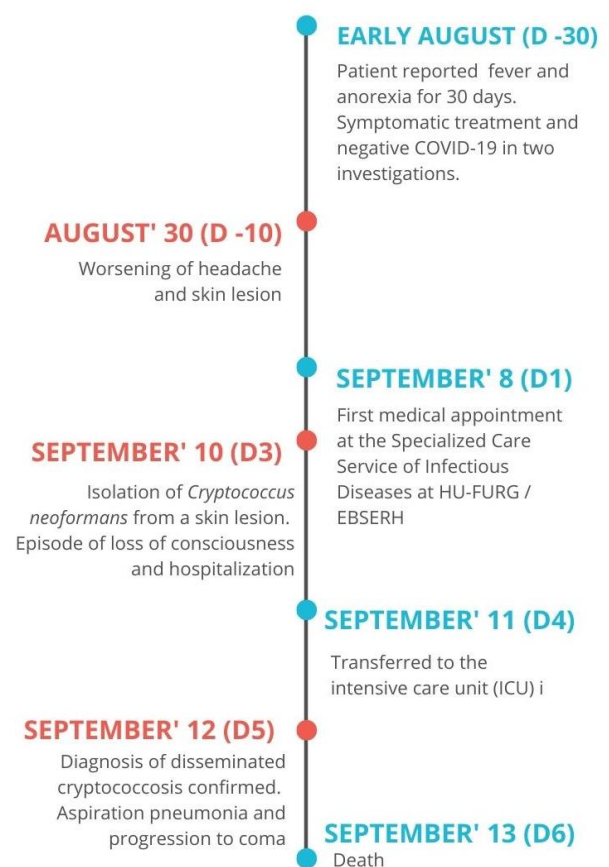 EARLY AUGUST (D -30)
Patient reported fever and
anorexia for 30 days.
Symptomatic treatment and
negative COVID-19 in two
investigations.
AUGUST' 30 (D -10)
Worsening of headache
and skin lesion
SEPTEMBER' 8 (D1)
First medical appointment
at the Specialized Care
Service of Infectious
Diseases at HU-FURG /
EBSERH
SEPTEMBER' 10 (D3)
Isolation of Cryptococcus
neoformans from a skin lesion.
Episode of loss of consciousness
and hospitalization
SEPTEMBER' 11 (D4)
Transferred to the
intensive care unit (ICU) i
SEPTEMBER' 12 (D5)
Diagnosis of disseminated
cryptococcosis confirmed.
Aspiration pneumonia and
progression to coma
SEPTEMBER' 13 (D6)
Death